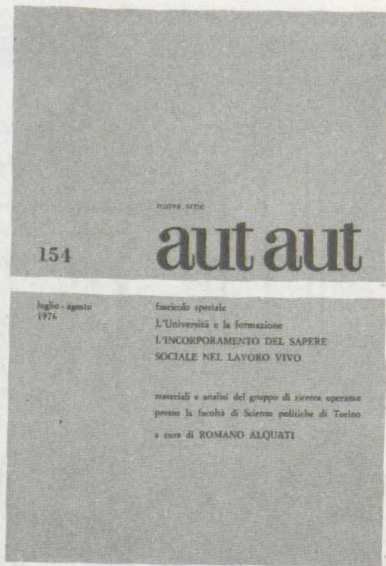 nuova serie
154
aut aut
luglio - agosto
1976
fascicolo speciale
L'Università e la formazione
L'INCORPORAMENTO DEL SAPERE
SOCIALE NEL LAVORO VIVO
materiali e analisi del gruppo di ricerca operante
presso la facoltà di Scienze politiche di Torino
a cura di ROMANO ALQUATI